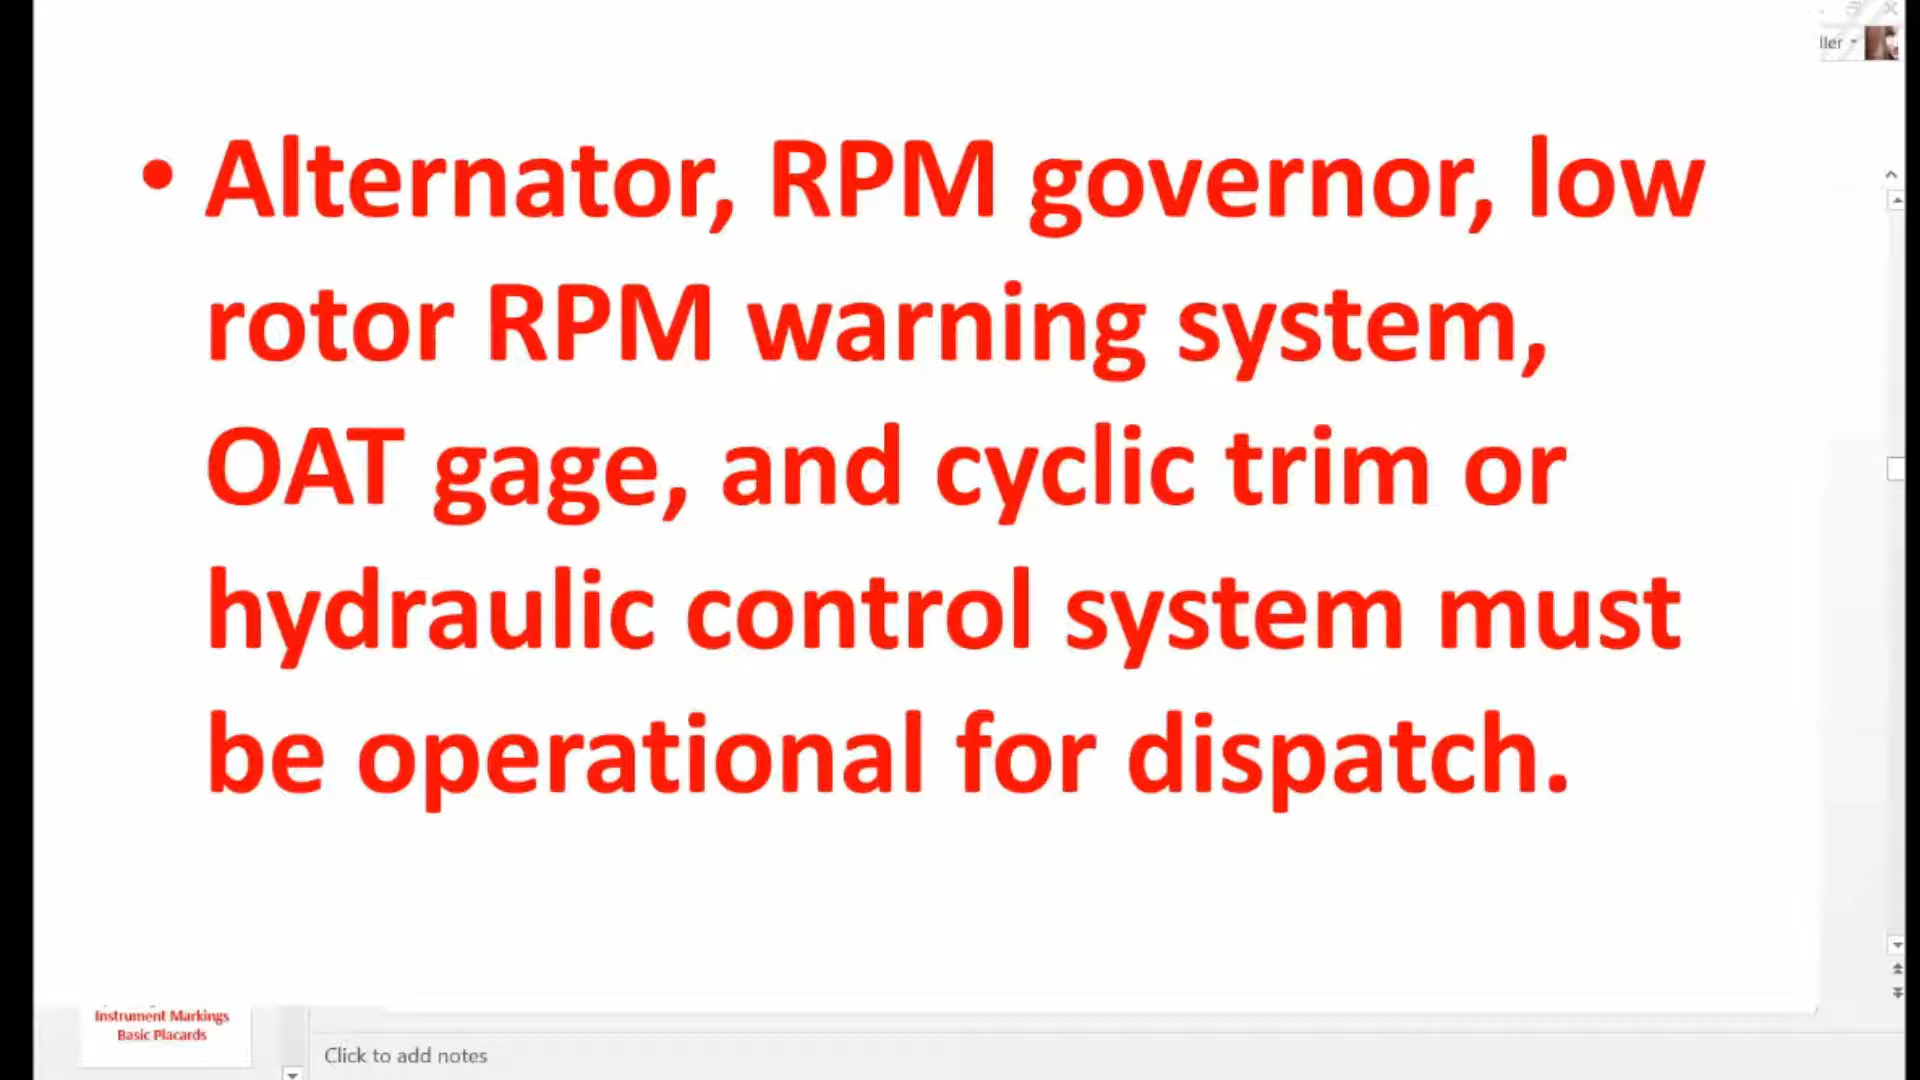 ller
• Alternator, RPM governor, low
rotor RPM warning system,
OAT gage, and cyclic trim or
hydraulic control system must
be operational for dispatch.
Instrument Markings
Basic Placards
Click to add notes